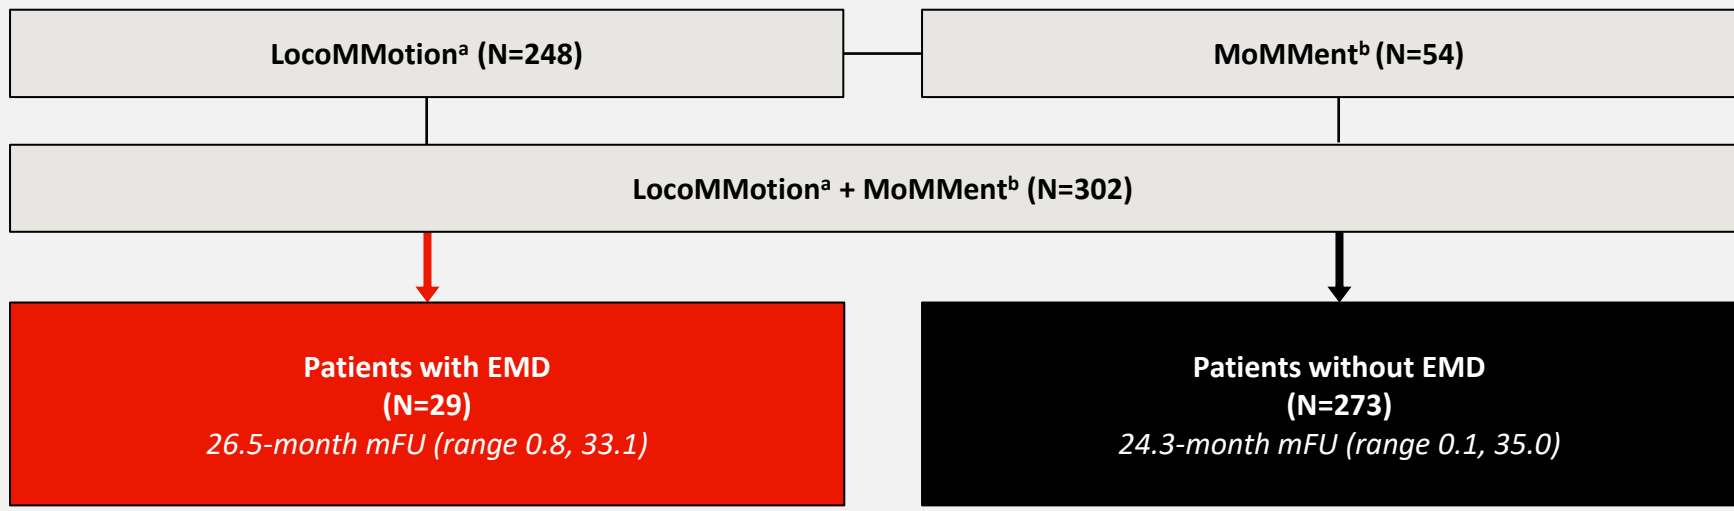 LocoMMotionᵃ (N=248)
MoMMentᵇ (N=54)
LocoMMotionᵃ + MoMMentᵇ (N=302)
Patients with EMD
(N=29)
26.5-month mFU (range 0.8, 33.1)
Patients without EMD
(N=273)
24.3-month mFU (range 0.1, 35.0)